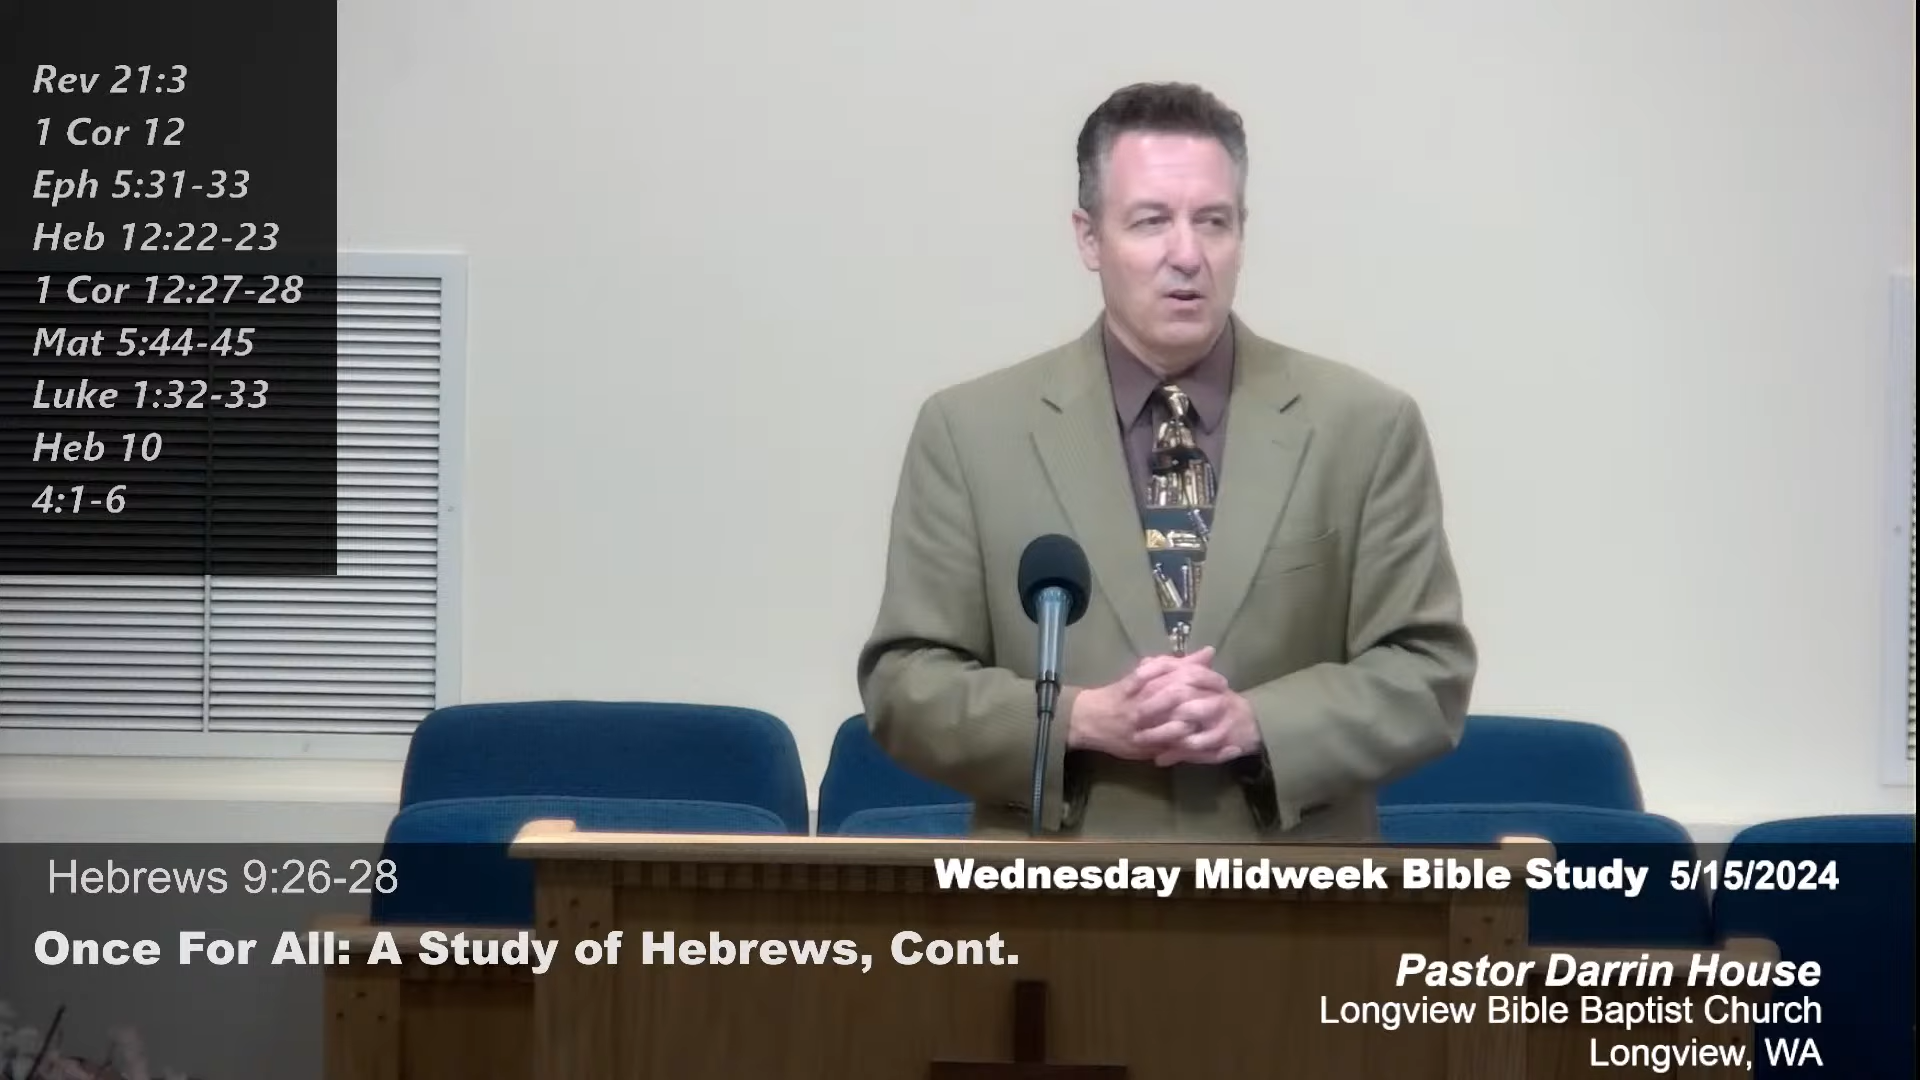 Rev 21:3
1 Cor 12
Eph 5:31-33
Heb 12:22-23
1 Cor 12:27-28
Mat 5:44-45
Luke 1:32-33
Heb 10
4:1-6
Hebrews 9:26-28
Wednesday Midweek Bible Study 5/15/2024
Once For All: A Study of Hebrews, Cont.
Pastor Darrin House
Longview Bible Baptist Church
Longview, WA